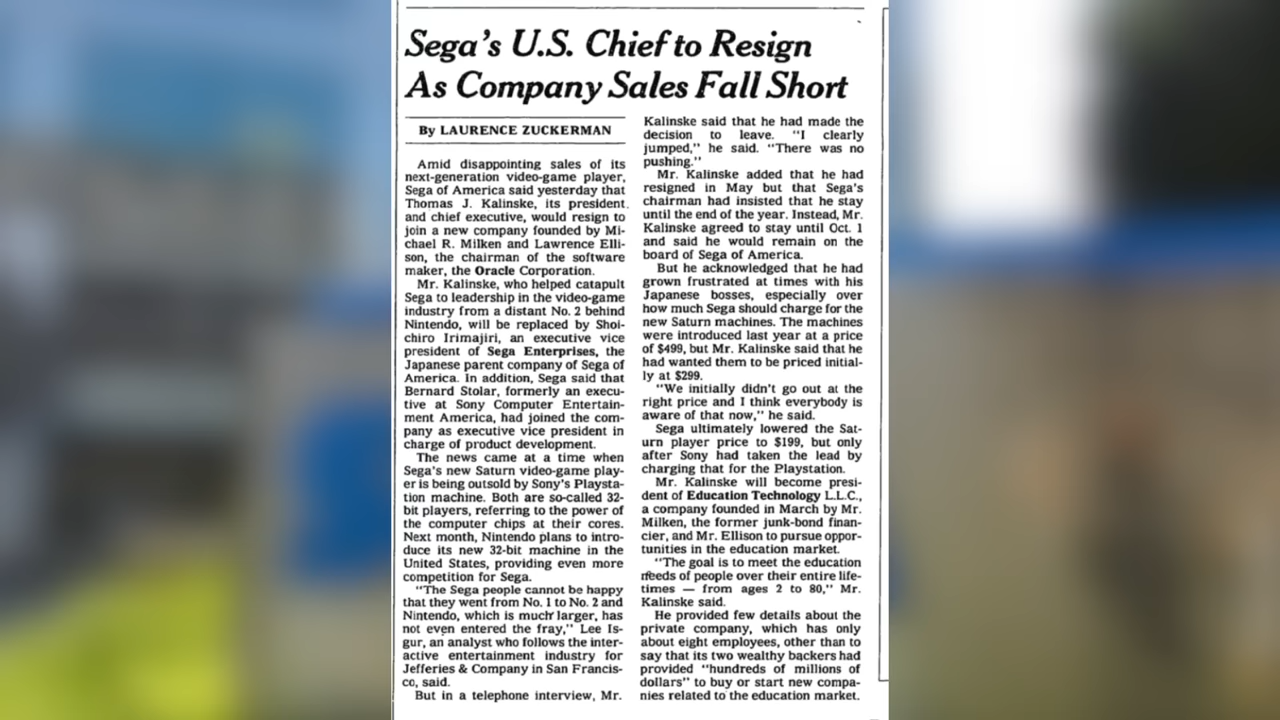 Sega's U.S. Chief to Resign
As Company Sales Fall Short
By LAURENCE ZUCKERMAN
Amid disappointing sales of its
next-generation video-game player,
Sega of America said yesterday that
Thomas J. Kalinske, its president
and chief executive, would resign to
join a new company founded by Mi-
chael R. Milken and Lawrence Elli-
son, the chairman of the software
maker, the Oracle Corporation.
Mr. Kalinske, who helped catapult
Sega to leadership in the video-game
industry from a distant No. 2 behind
Nintendo, will be replaced by Shoi-
chiro Irimajiri, an executive vice
president of Sega Enterprises, the
Japanese parent company of Sega of
America. In addition, Sega said that
Bernard Stolar, formerly an execu-
tive at Sony Computer Entertain-
ment America, had joined the com-
pany as executive vice president in
charge of product development.
The news came at a time when
Sega's new Saturn video-game play-
er is being outsold by Sony's Playsta-
tion machine. Both are so-called 32-
bit players, referring to the power of
the computer chips at their cores.
Next month, Nintendo plans to intro-
duce its new 32-bit machine in the
United States, providing even more
competition for Sega.
"The Sega people cannot be happy
that they went from No. 1 to No. 2 and
Nintendo, which is much larger, has
not even entered the fray," Lee Is-
gur, an analyst who follows the inter-
active entertainment industry for
Jefferies & Company in San Francis-
co, said.
But in a telephone interview, Mr.
Kalinske said that he had made the
decision to leave. "I clearly
jumped," he said. "There was no
pushing."
Mr. Kalinske added that he had
resigned in May but that Sega's
chairman had insisted that he stay
until the end of the year. Instead, Mr.
Kalinske agreed to stay until Oct. 1
and said he would remain on the
board of Sega of America.
But he acknowledged that he had
grown frustrated at times with his
Japanese bosses, especially over
how much Sega should charge for the
new Saturn machines. The machines
were introduced last year at a price
of $499, but Mr. Kalinske said that he
had wanted them to be priced initial-
ly at $299.
"We initially didn't go out at the
right price and I think everybody is
aware of that now," he said.
Sega ultimately lowered the Sat-
urn player price to $199, but only
after Sony had taken the lead by
charging that for the Playstation.
Mr. Kalinske will become presi-
dent of Education Technology L.L.C.,
a company founded in March by Mr.
Milken, the former junk-bond finan-
cier, and Mr. Ellison to pursue oppor-
tunities in the education market.
"The goal is to meet the education
needs of people over their entire life-
times — from ages 2 to 80," Mr.
Kalinske said.
He provided few details about the
private company, which has only
about eight employees, other than to
say that its two wealthy backers had
provided "hundreds of millions of
dollars" to buy or start new compa-
nies related to the education market.